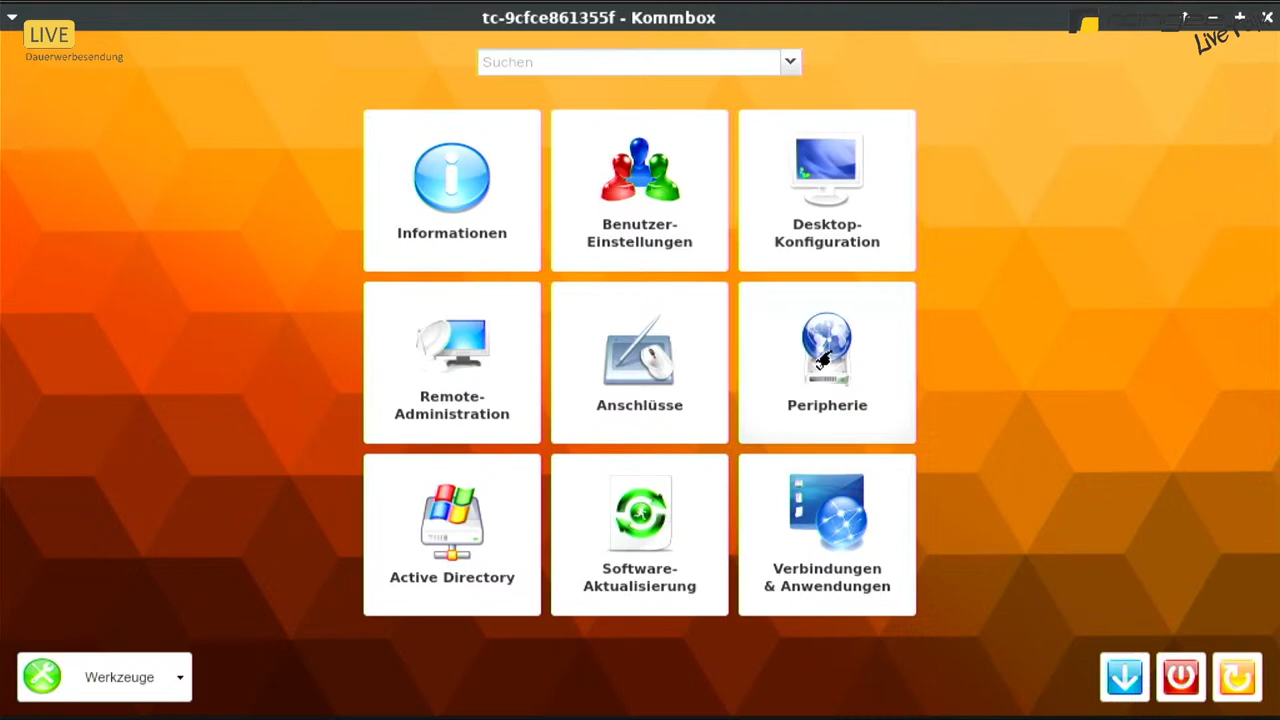 tc-9cfce861355f - Kommbox
LIVE
Dauerwerbesendung
Live
Suchen
Informationen
Benutzer-
Einstellungen
Desktop-
Konfiguration
Remote-
Administration
Anschlüsse
Peripherie
Active Directory
Software-
Aktualisierung
Verbindungen
& Anwendungen
Werkzeuge